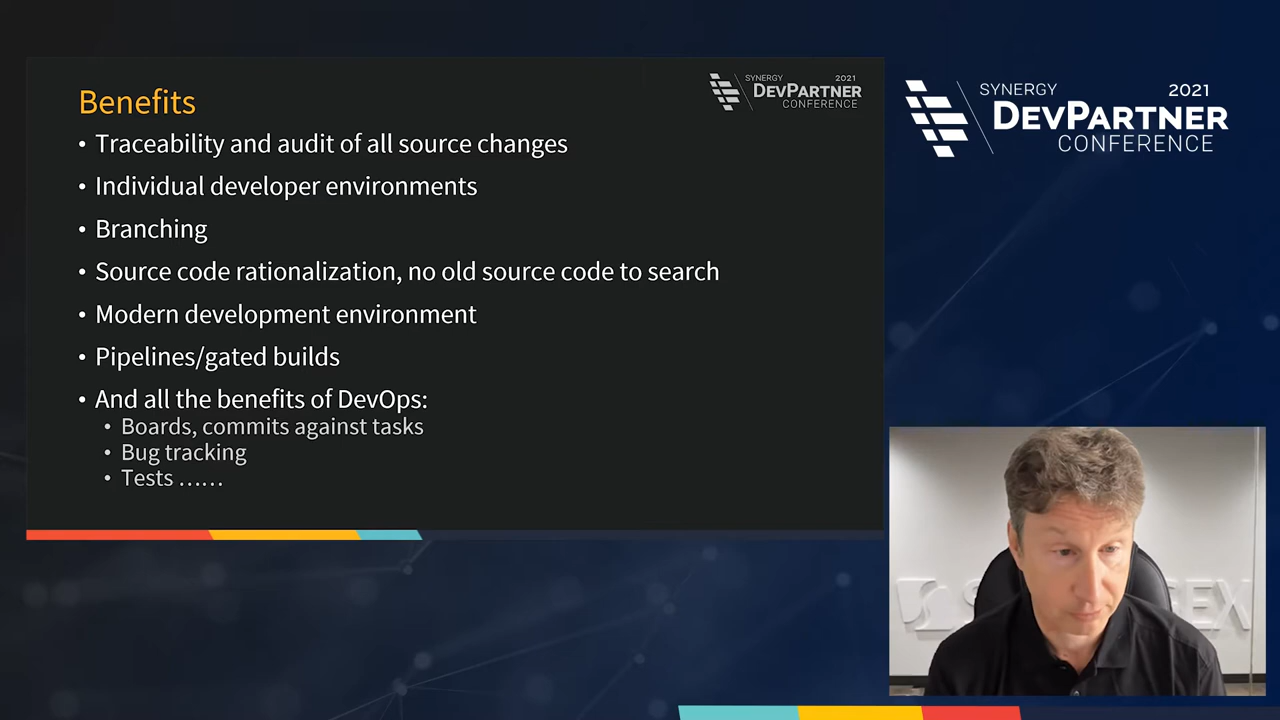 Benefits
SYNERGY 2021
DEVPARTNER
CONFERENCE
• Traceability and audit of all source changes
• Individual developer environments
• Branching
• Source code rationalization, no old source code to search
• Modern development environment
• Pipelines/gated builds
• And all the benefits of DevOps:
• Boards, commits against tasks
• Bug tracking
• Tests ......
SYNERGY 2021
DEVPARTNER
CONFERENCE